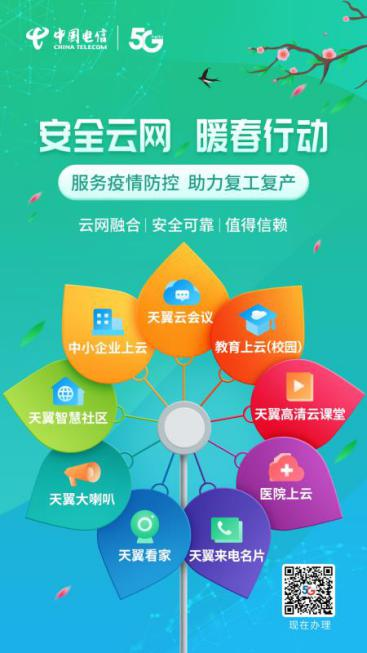 中国电信
CHINA TELECOM
5G
安全云网 暖春行动
服务疫情防控 助力复工复产
云网融合|安全可靠|值得信赖
天翼云会议
中小企业上云
教育上云(校园)
天翼智慧社区
天翼高清云课堂
天翼大喇叭
医院上云
天翼看家
天翼来电名片
5G
现在办理